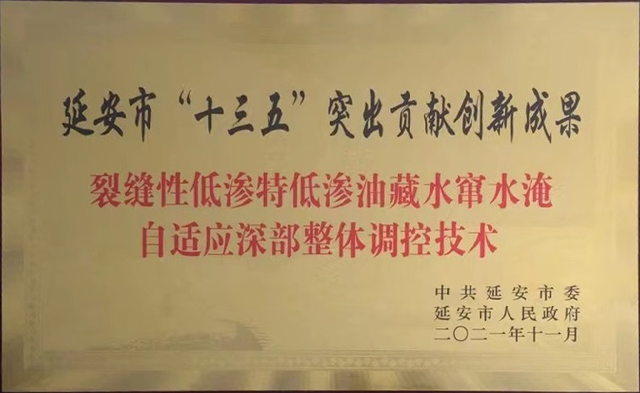 延安市“十三五”突出贡献创新成果
裂缝性低渗特低渗油藏水窜水淹
自适应深部整体调控技术
中共延安市委
延安市人民政府
二〇二一年十一月